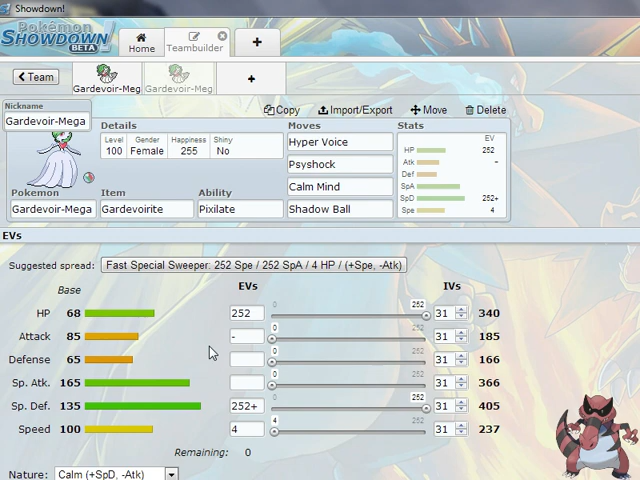 Showdown!
Pokémon
SHOWDOWN!
BETA
Home
Teambuilder
+
< Team
Gardevoir-Meg
Gardevoir-Meg
+
Copy
Import/Export
Move
Delete
Nickname
Gardevoir-Mega
Details
Level Gender Happiness Shiny
100 Female 255 No
Pokemon
Gardevoir-Mega
Item
Gardevoirite
Ability
Pixilate
Moves
Hyper Voice
Psyshock
Calm Mind
Shadow Ball
Stats
EV
HP 252
Atk -
Def
SpA
SpD 252+
Spe 4
EVs
Suggested spread: Fast Special Sweeper: 252 Spe / 252 SpA / 4 HP / (+Spe, -Atk)
Base EVs IVs
HP 68 252 0 252 31 340
Attack 85 - 0 252 31 185
Defense 65 0 252 31 166
Sp. Atk. 165 0 252 31 366
Sp. Def. 135 252+ 0 252 31 405
Speed 100 4 4 252 31 237
Remaining: 0
Nature: Calm (+SpD, -Atk)